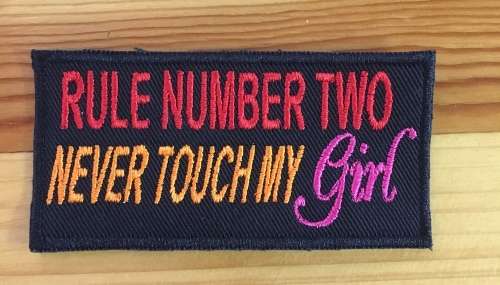 RULE NUMBER TWO
NEVER TOUCH MY Girl